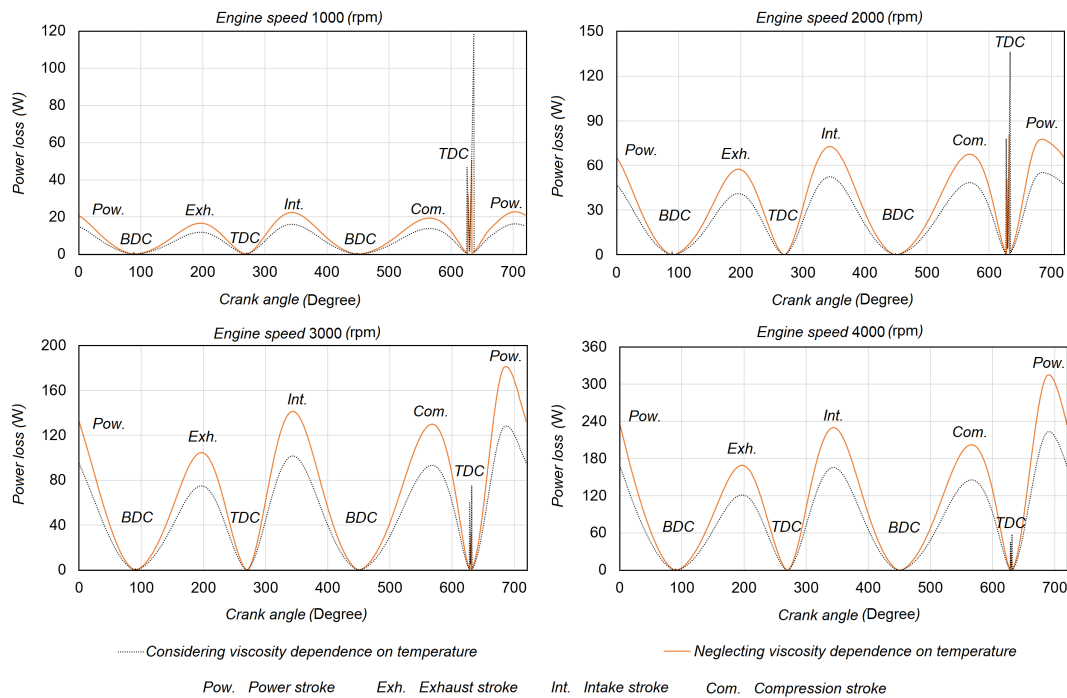 Engine speed 1000 (rpm)
120
100
80
60
40
20
0
Power loss (W)
Pow.
BDC
Exh.
TDC
Int.
BDC
Com.
TDC
Pow.
0 100 200 300 400 500 600 700
Crank angle (Degree)
Engine speed 2000 (rpm)
150
120
90
60
30
0
Power loss (W)
Pow.
BDC
Exh.
TDC
Int.
BDC
Com.
TDC
Pow.
0 100 200 300 400 500 600 700
Crank angle (Degree)
Engine speed 3000 (rpm)
200
160
120
80
40
0
Power loss (W)
Pow.
BDC
Exh.
TDC
Int.
BDC
Com.
TDC
Pow.
0 100 200 300 400 500 600 700
Crank angle (Degree)
Engine speed 4000 (rpm)
360
300
240
180
120
60
0
Power loss (W)
Pow.
BDC
Exh.
TDC
Int.
BDC
Com.
TDC
Pow.
0 100 200 300 400 500 600 700
Crank angle (Degree)
Considering viscosity dependence on temperature
Neglecting viscosity dependence on temperature
Pow. Power stroke Exh. Exhaust stroke Int. Intake stroke Com. Compression stroke